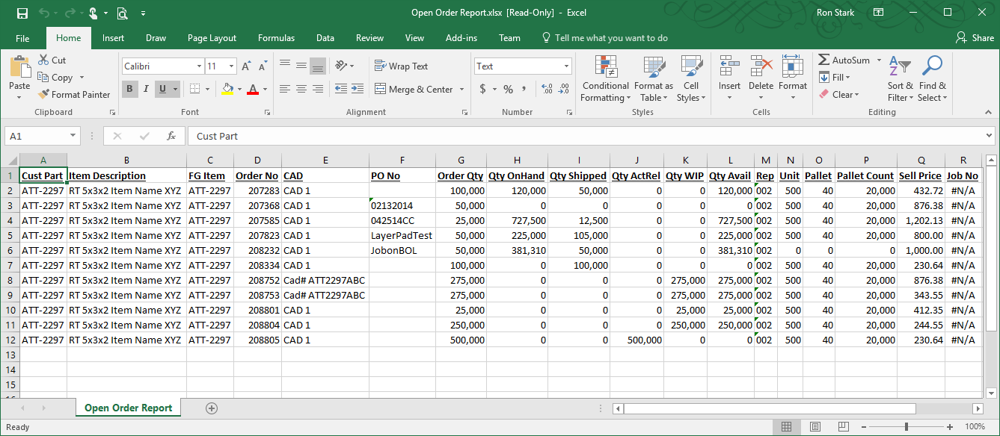 Open Order Report.xlsx [Read-Only] - Excel
Ron Stark
File Home Insert Draw Page Layout Formulas Data Review View Add-ins Team Tell me what you want to do Share
Paste
Cut
Copy
Format Painter
Clipboard
Calibri 11 A A
B I U A
Font
Wrap Text
Merge & Center
Alignment
Text
$ % , .00 .0
Number
Conditional Formatting
Format as Table
Cell Styles
Styles
Insert Delete Format
Cells
AutoSum
Fill
Clear
Sort & Filter
Find & Select
Editing
A1 fx Cust Part
A B C D E F G H I J K L M N O P Q R
1 Cust Part Item Description FG Item Order No CAD PO No Order Qty Qty OnHand Qty Shipped Qty ActRel Qty WIP Qty Avail Rep Unit Pallet Pallet Count Sell Price Job No
2 ATT-2297 RT 5x3x2 Item Name XYZ ATT-2297 207283 CAD 1 100,000 120,000 50,000 0 0 120,000 002 500 40 20,000 432.72 #N/A
3 ATT-2297 RT 5x3x2 Item Name XYZ ATT-2297 207368 CAD 1 02132014 50,000 0 0 0 0 0 002 500 40 20,000 876.38 #N/A
4 ATT-2297 RT 5x3x2 Item Name XYZ ATT-2297 207585 CAD 1 042514CC 25,000 727,500 12,500 0 0 727,500 002 500 40 20,000 1,202.13 #N/A
5 ATT-2297 RT 5x3x2 Item Name XYZ ATT-2297 207823 CAD 1 LayerPadTest 50,000 225,000 105,000 0 0 225,000 002 500 40 20,000 800.00 #N/A
6 ATT-2297 RT 5x3x2 Item Name XYZ ATT-2297 208232 CAD 1 JobonBOL 50,000 381,310 50,000 0 0 381,310 002 0 0 0 1,000.00 #N/A
7 ATT-2297 RT 5x3x2 Item Name XYZ ATT-2297 208334 CAD 1 100,000 0 100,000 0 0 0 002 500 40 20,000 230.64 #N/A
8 ATT-2297 RT 5x3x2 Item Name XYZ ATT-2297 208752 Cad# ATT2297ABC 275,000 0 0 0 275,000 275,000 002 500 40 20,000 876.38 #N/A
9 ATT-2297 RT 5x3x2 Item Name XYZ ATT-2297 208753 Cad# ATT2297ABC 275,000 0 0 0 275,000 275,000 002 500 40 20,000 343.55 #N/A
10 ATT-2297 RT 5x3x2 Item Name XYZ ATT-2297 208801 CAD 1 25,000 0 0 0 25,000 25,000 002 500 40 20,000 412.35 #N/A
11 ATT-2297 RT 5x3x2 Item Name XYZ ATT-2297 208804 CAD 1 250,000 0 0 0 250,000 250,000 002 500 40 20,000 244.55 #N/A
12 ATT-2297 RT 5x3x2 Item Name XYZ ATT-2297 208805 CAD 1 500,000 0 0 500,000 0 0 002 500 40 20,000 230.64 #N/A
13
14
15
Open Order Report
Ready
100%